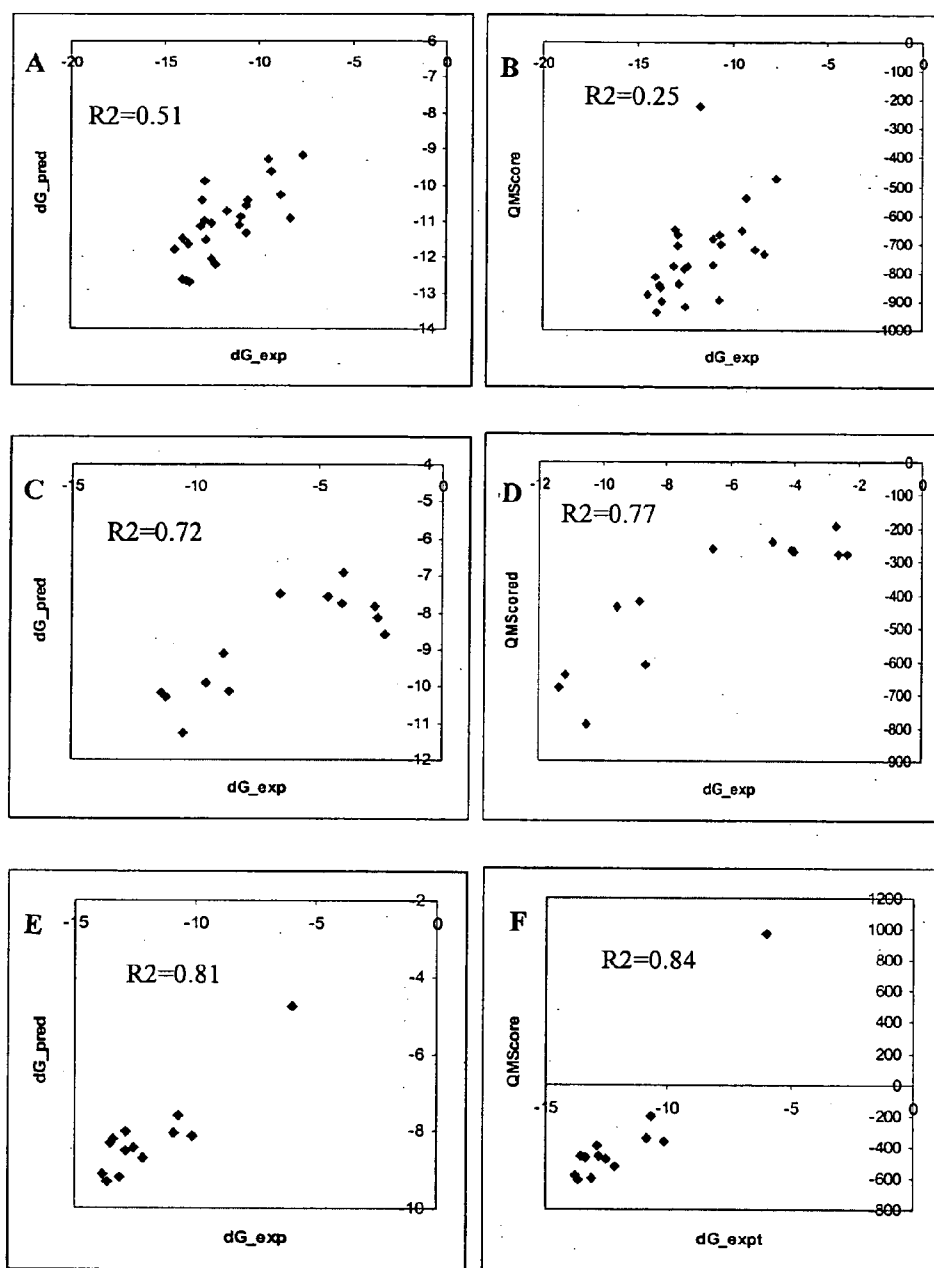 A
-20 -15 -10 -5 0
-6
-7
-8
-9
-10
-11
-12
-13
-14
R2=0.51
dG_pred
dG_exp
B
-20 -15 -10 -5 0
0
-100
-200
-300
-400
-500
-600
-700
-800
-900
-1000
R2=0.25
QMScore
dG_exp
C
-15 -10 -5 0
-4
-5
-6
-7
-8
-9
-10
-11
-12
R2=0.72
dG_pred
dG_exp
D
-12 -10 -8 -6 -4 -2 0
0
-100
-200
-300
-400
-500
-600
-700
-800
-900
R2=0.77
QMScored
dG_exp
E
-15 -10 -5 0
-2
-4
-6
-8
-10
R2=0.81
dG_pred
dG_exp
F
1200
1000
800
600
400
200
0
-200
-400
-600
-800
-15 -10 -5 0
R2=0.84
QMScore
dG_expt